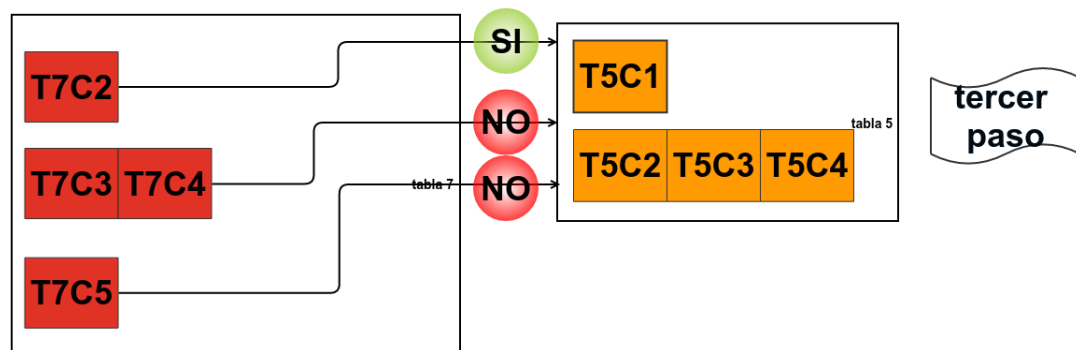 SI
T7C2
T5C1
tercer
paso
NO
tabla 5
T7C3 T7C4
T5C2 T5C3 T5C4
tabla 7
NO
T7C5